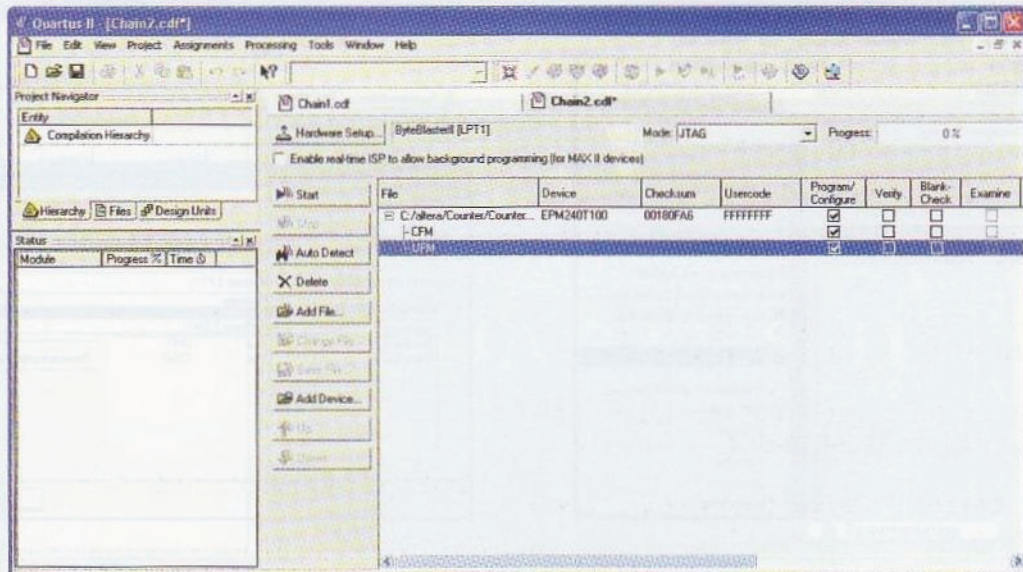 Quartus II - [Chain2.cdf*]
File Edit View Project Assignments Processing Tools Window Help
Project Navigator
Entity
Compilation Hierarchy
Hierarchy Files Design Units
Status
Module Progress % Time
Chain1.cdf Chain2.cdf*
Hardware Setup... ByteBlasterII [LPT1] Mode: JTAG Progress: 0 %
Enable real-time ISP to allow background programming (for MAX II devices)
Start
Stop
Auto Detect
Delete
Add File...
Change File...
Save File...
Add Device...
Up
Down
File Device Checksum Usercode Program/Configure Verify Blank-Check Examine
C:/altera/Counter/Counter... EPM240T100 00180FA6 FFFFFFFF
CFM
UFM